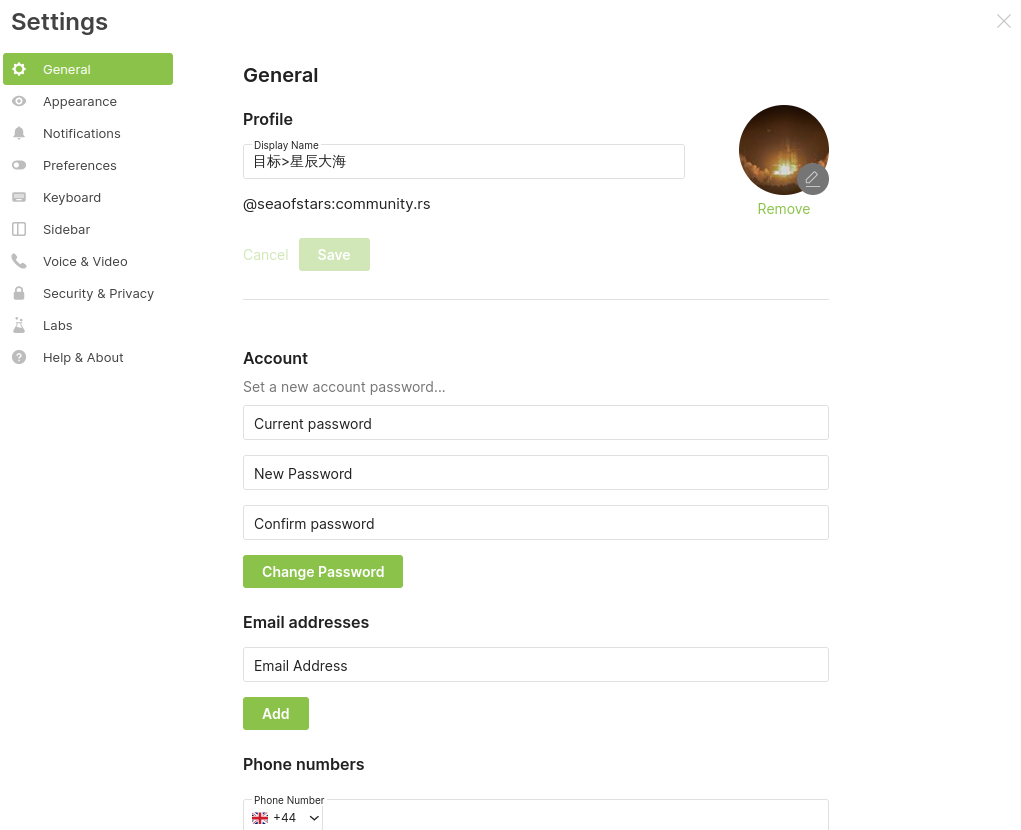 Settings
General
Appearance
Notifications
Preferences
Keyboard
Sidebar
Voice & Video
Security & Privacy
Labs
Help & About
General
Profile
Display Name
目标>星辰大海
@seaofstars:community.rs
Remove
Cancel
Save
Account
Set a new account password...
Current password
New Password
Confirm password
Change Password
Email addresses
Email Address
Add
Phone numbers
Phone Number
+44